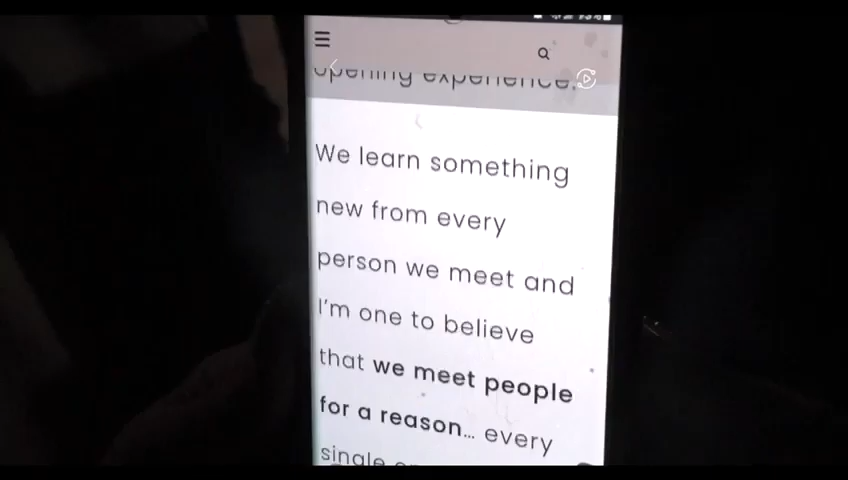 opening experience.
We learn something
new from every
person we meet and
I'm one to believe
that we meet people
for a reason... every
single